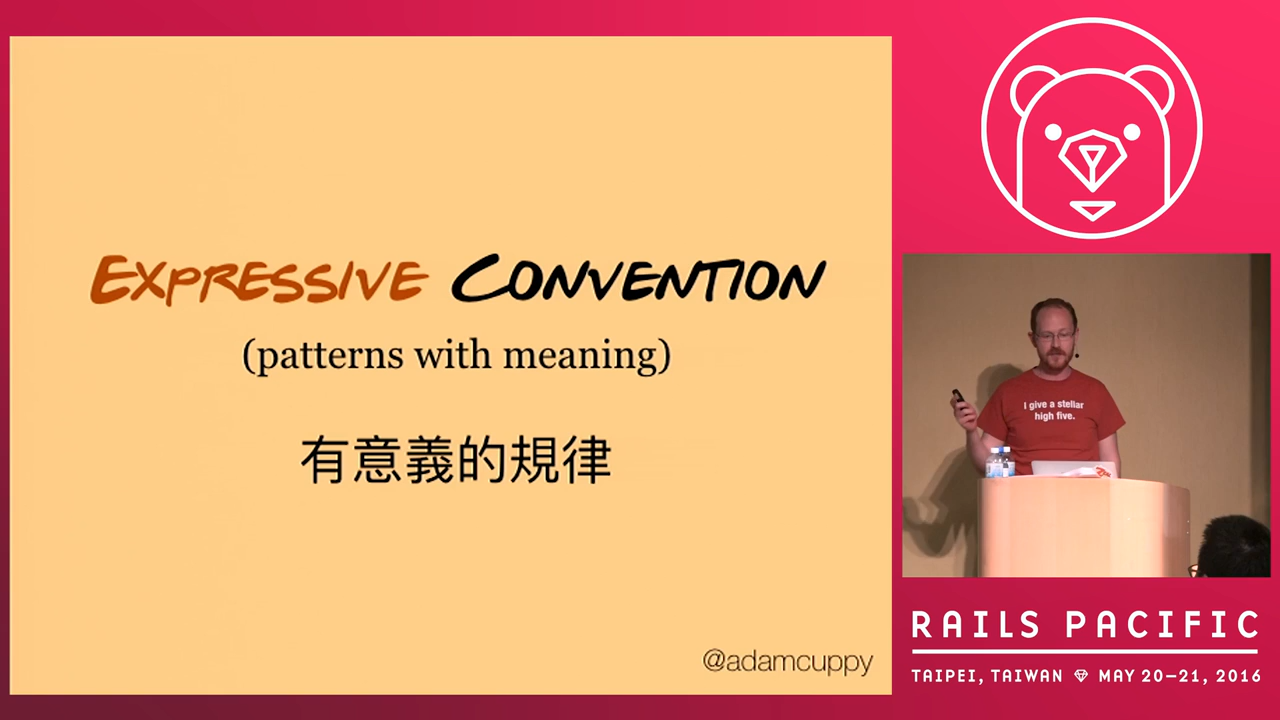 EXPRESSIVE CONVENTION
(patterns with meaning)
有意義的規律
@adamcuppy
I give a stellar
high five.
RAILS PACIFIC
TAIPEI, TAIWAN MAY 20–21, 2016